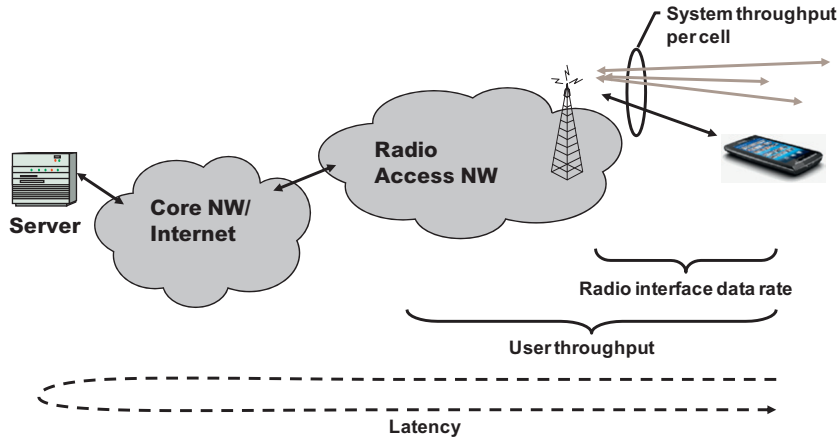 System throughput
per cell
Radio
Access NW
Core NW/
Internet
Server
Radio interface data rate
User throughput
Latency